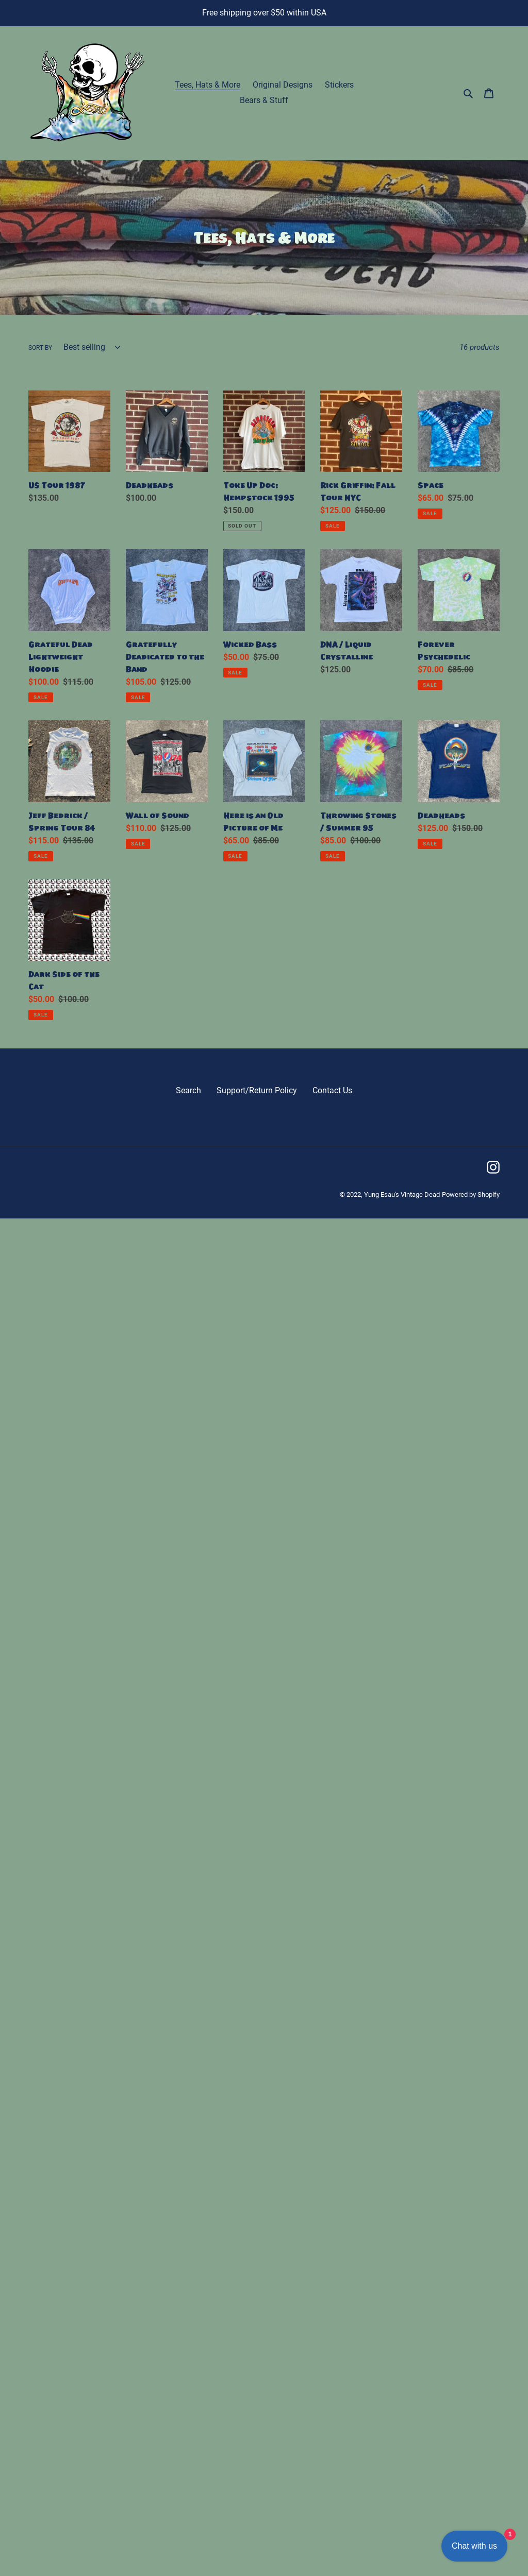 Free shipping over $50 within USA
Tees, Hats & More
Original Designs
Stickers
Bears & Stuff
Tees, Hats & More
THE DEAD
SORT BY
Best selling
16 products
US Tour 1987
$135.00
Deadheads
$100.00
Toke Up Doc;
Hempstock 1995
$150.00
SOLD OUT
Rick Griffin; Fall
Tour NYC
$125.00 $150.00
SALE
Space
$65.00 $75.00
SALE
Grateful Dead
Lightweight
Hoodie
$100.00 $115.00
SALE
Gratefully
Deadicated to the
Band
$105.00 $125.00
SALE
Wicked Bass
$50.00 $75.00
SALE
DNA / Liquid
Crystalline
$125.00
Forever
Psychedelic
$70.00 $85.00
SALE
Jeff Bedrick /
Spring Tour 84
$115.00 $135.00
SALE
Wall of Sound
$110.00 $125.00
SALE
Here is an Old
Picture of Me
$65.00 $85.00
SALE
Throwing Stones
/ Summer 95
$85.00 $100.00
SALE
Deadheads
$125.00 $150.00
SALE
Dark Side of the
Cat
$50.00 $100.00
SALE
Search
Support/Return Policy
Contact Us
© 2022, Yung Esau's Vintage Dead Powered by Shopify
1
Chat with us